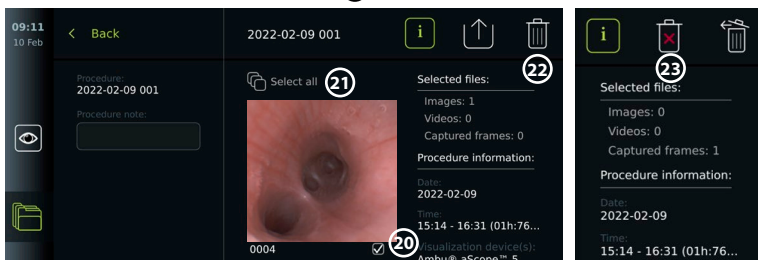 09:11
10 Feb
Back
2022-02-09 001
i
Procedure:
2022-02-09 001
Procedure note:
Select all
21
22
Selected files:
Images: 1
Videos: 0
Captured frames: 0
Procedure information:
Date:
2022-02-09
Time:
15:14 - 16:31 (01h:76...
Visualization device(s):
Ambu® aScope™ 5
0004
20
i
23
Selected files:
Images: 0
Videos: 0
Captured frames: 1
Procedure information:
Date:
2022-02-09
Time:
15:14 - 16:31 (01h:76...